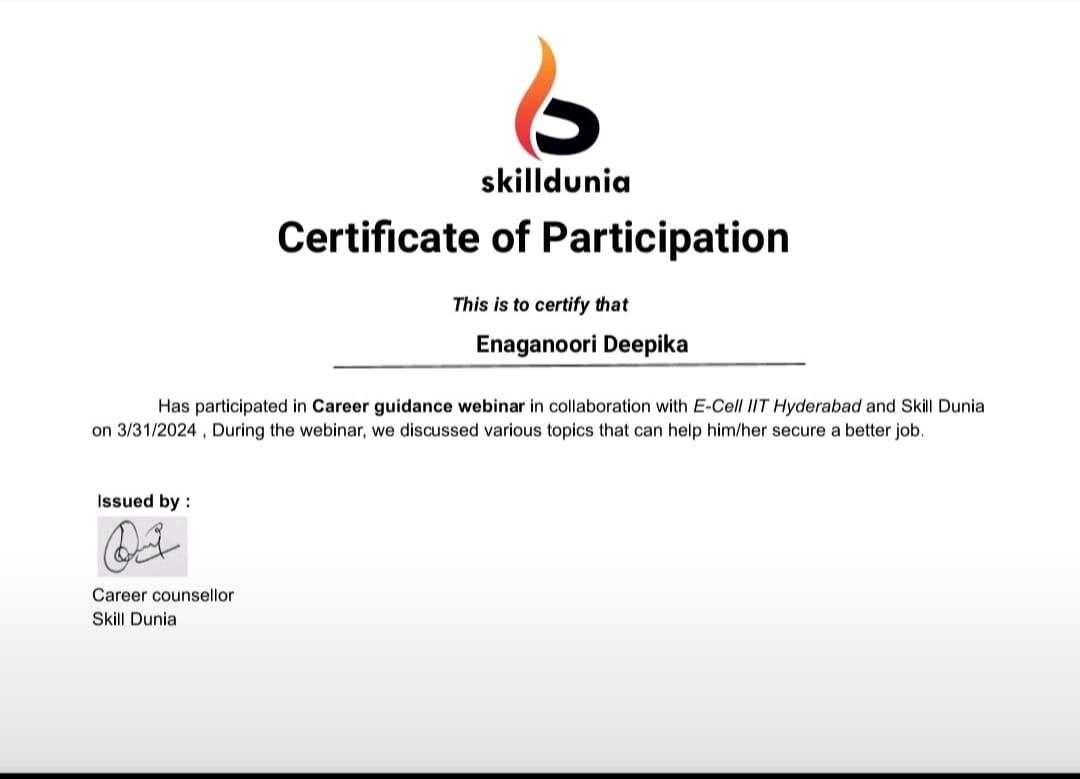 skilldunia
Certificate of Participation
This is to certify that
Enaganoori Deepika
Has participated in Career guidance webinar in collaboration with E-Cell IIT Hyderabad and Skill Dunia
on 3/31/2024 , During the webinar, we discussed various topics that can help him/her secure a better job.
Issued by :
Career counsellor
Skill Dunia